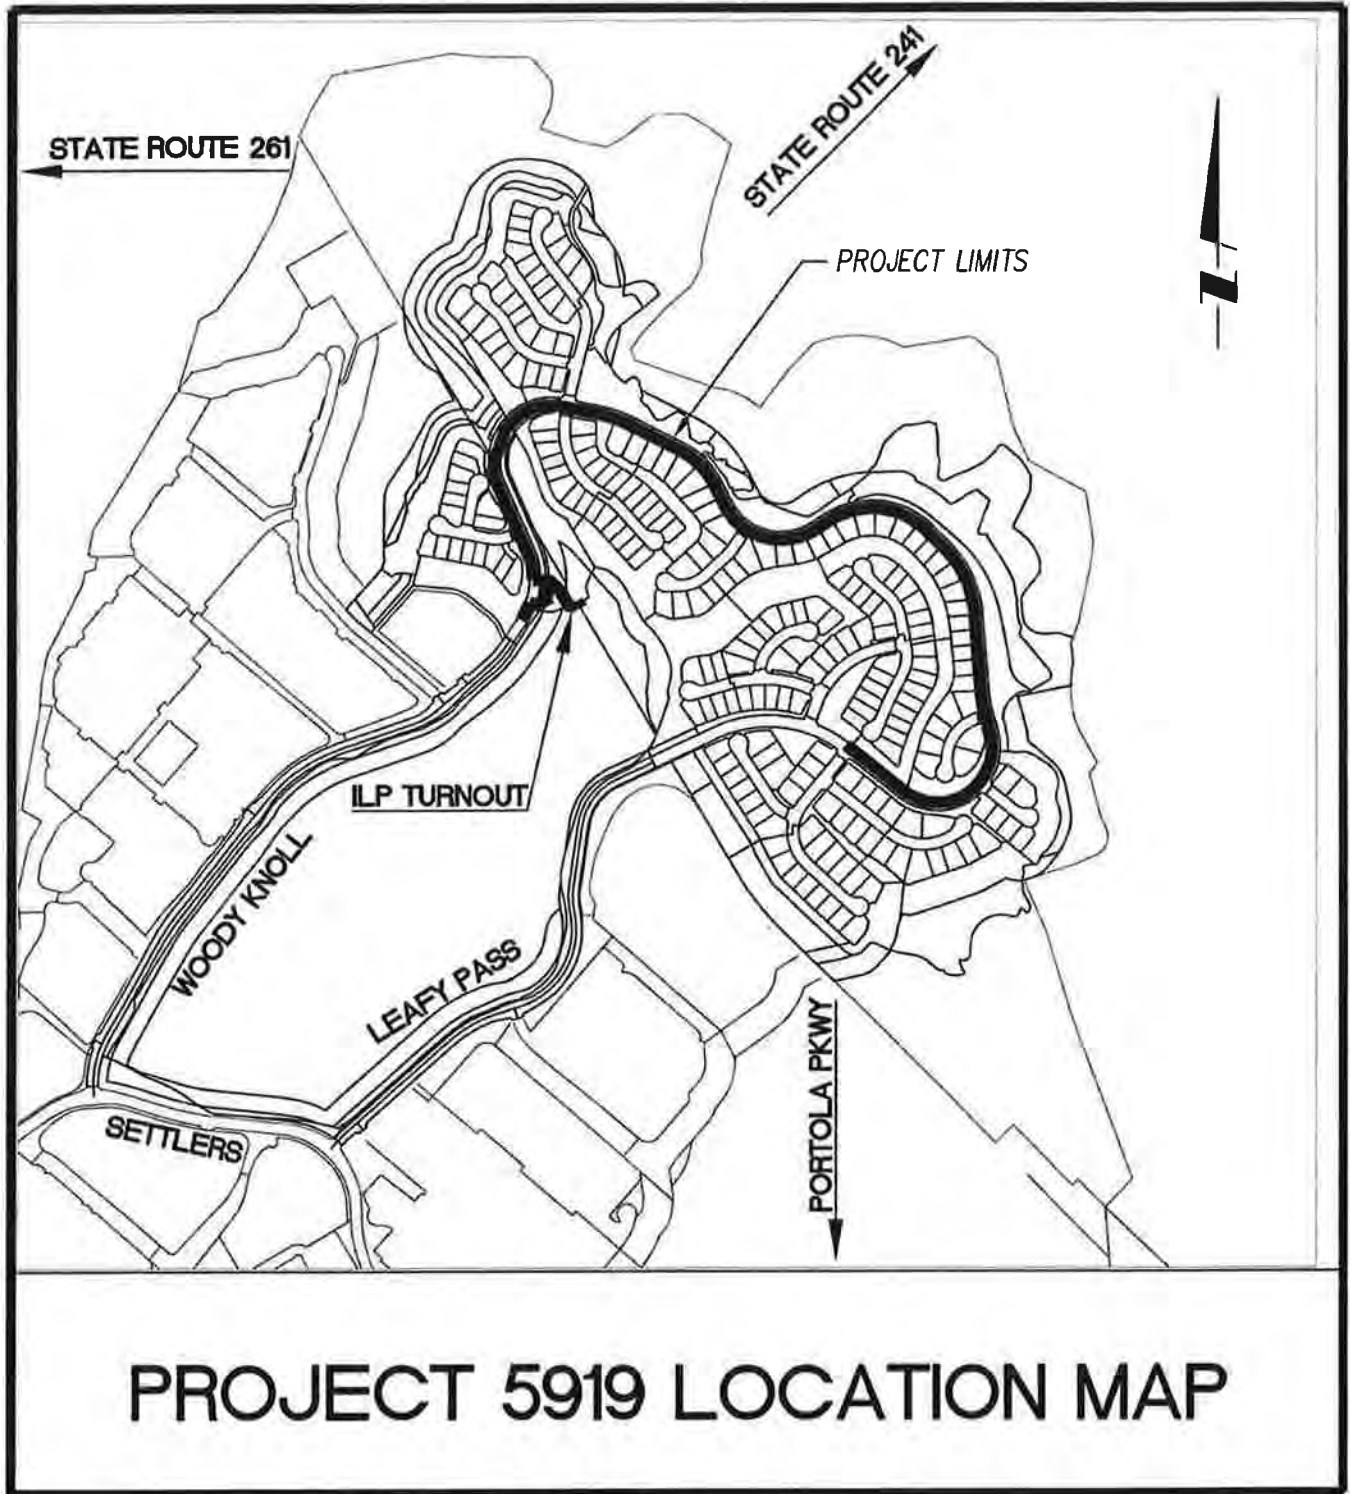 STATE ROUTE 241
STATE ROUTE 261
PROJECT LIMITS
ILP TURNOUT
WOODY KNOLL
LEAFY PASS
PORTOLA PKWY
SETTLERS
PROJECT 5919 LOCATION MAP